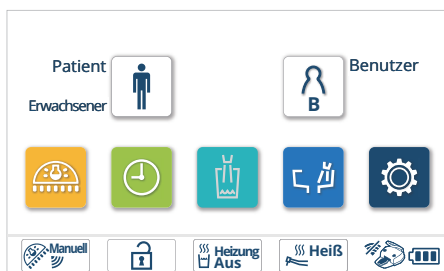 Patient
Erwachsener
Benutzer
B
Manuell
Heizung
Aus
Heiß